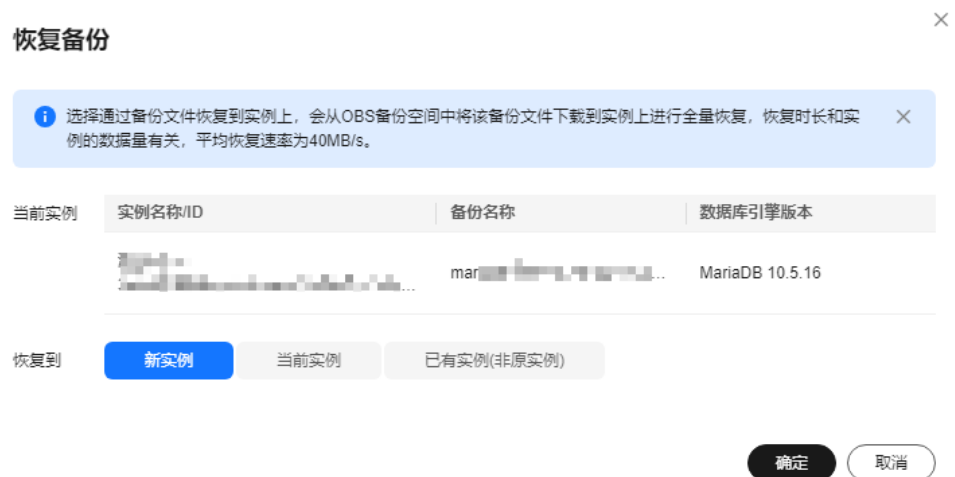 恢复备份
选择通过备份文件恢复到实例上，会从OBS备份空间中将该备份文件下载到实例上进行全量恢复，恢复时长和实
例的数据量有关，平均恢复速率为40MB/s。
当前实例 实例名称/ID 备份名称 数据库引擎版本
mar ... MariaDB 10.5.16
...
恢复到 新实例 当前实例 已有实例(非原实例)
确定 取消